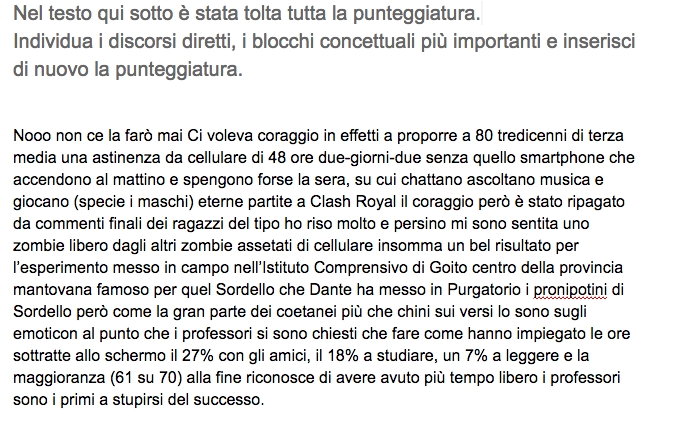 Nel testo qui sotto è stata tolta tutta la punteggiatura.
Individua i discorsi diretti, i blocchi concettuali più importanti e inserisci
di nuovo la punteggiatura.
Nooo non ce la farò mai Ci voleva coraggio in effetti a proporre a 80 tredicenni di terza
media una astinenza da cellulare di 48 ore due-giorni-due senza quello smartphone che
accendono al mattino e spengono forse la sera, su cui chattano ascoltano musica e
giocano (specie i maschi) eterne partite a Clash Royal il coraggio però è stato ripagato
da commenti finali dei ragazzi del tipo ho riso molto e persino mi sono sentita uno
zombie libero dagli altri zombie assetati di cellulare insomma un bel risultato per
l'esperimento messo in campo nell'Istituto Comprensivo di Goito centro della provincia
mantovana famoso per quel Sordello che Dante ha messo in Purgatorio i pronipotini di
Sordello però come la gran parte dei coetanei più che chini sui versi lo sono sugli
emoticon al punto che i professori si sono chiesti che fare come hanno impiegato le ore
sottratte allo schermo il 27% con gli amici, il 18% a studiare, un 7% a leggere e la
maggioranza (61 su 70) alla fine riconosce di avere avuto più tempo libero i professori
sono i primi a stupirsi del successo.